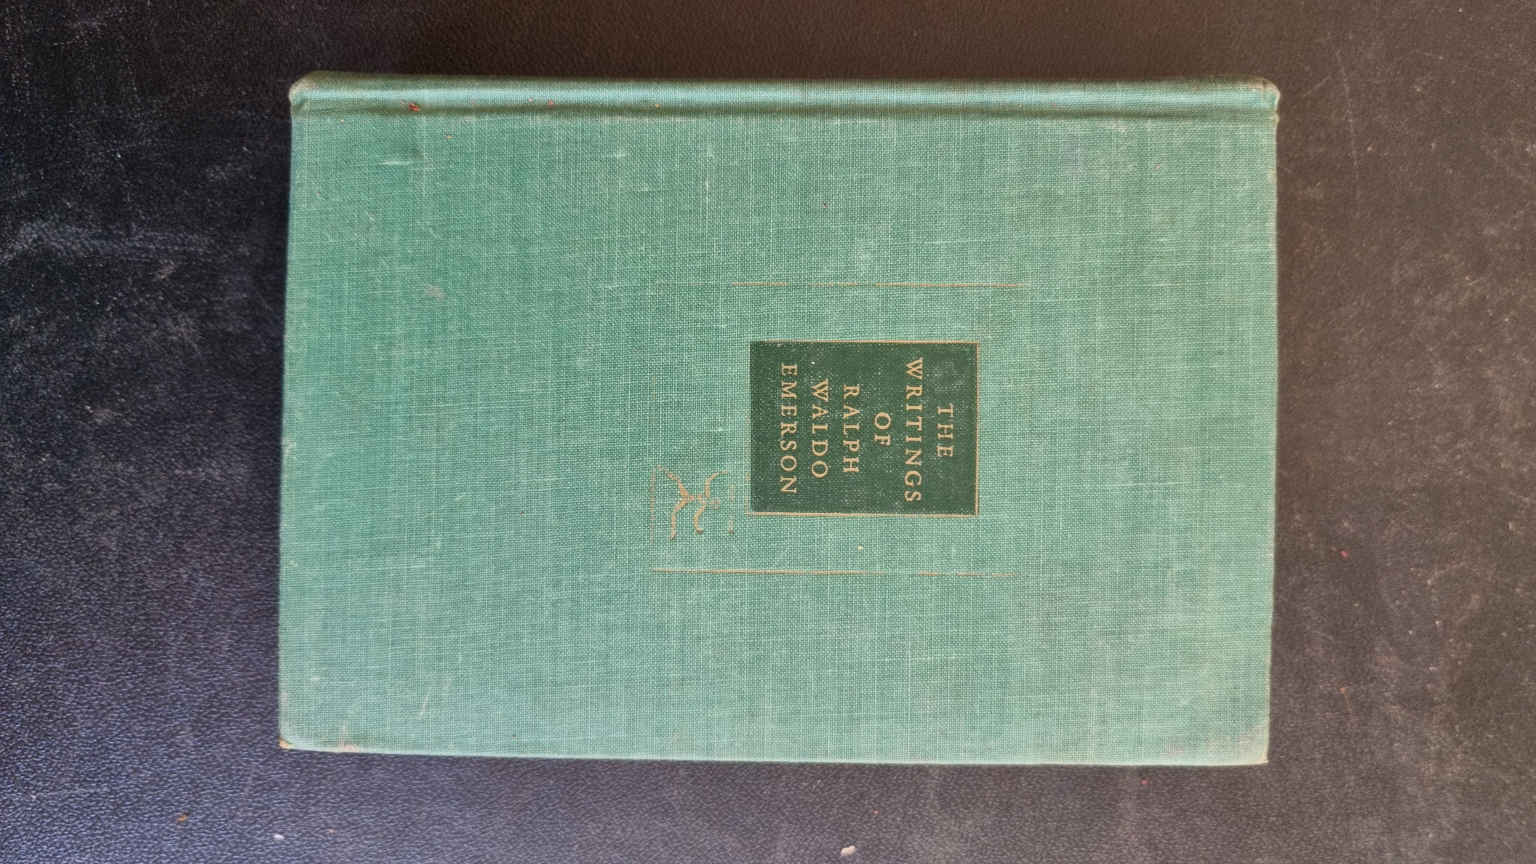 THE
WRITINGS
OF
RALPH
WALDO
EMERSON